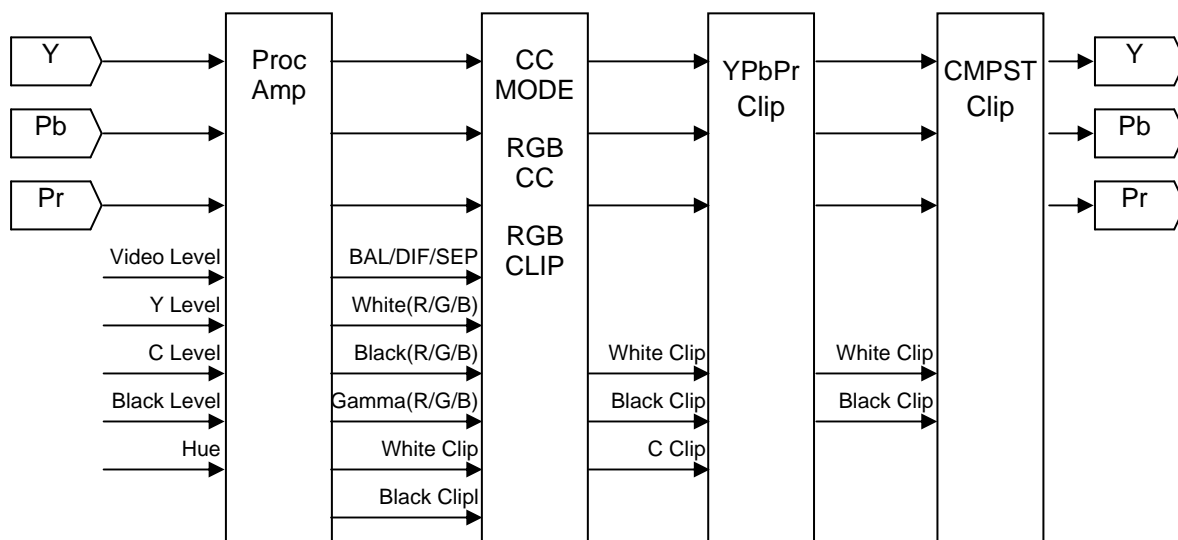 Y
Pb
Pr
Video Level
Y Level
C Level
Black Level
Hue
Proc
Amp
BAL/DIF/SEP
White(R/G/B)
Black(R/G/B)
Gamma(R/G/B)
White Clip
Black Clipl
CC
MODE
RGB
CC
RGB
CLIP
White Clip
Black Clip
C Clip
YPbPr
Clip
White Clip
Black Clip
CMPST
Clip
Y
Pb
Pr